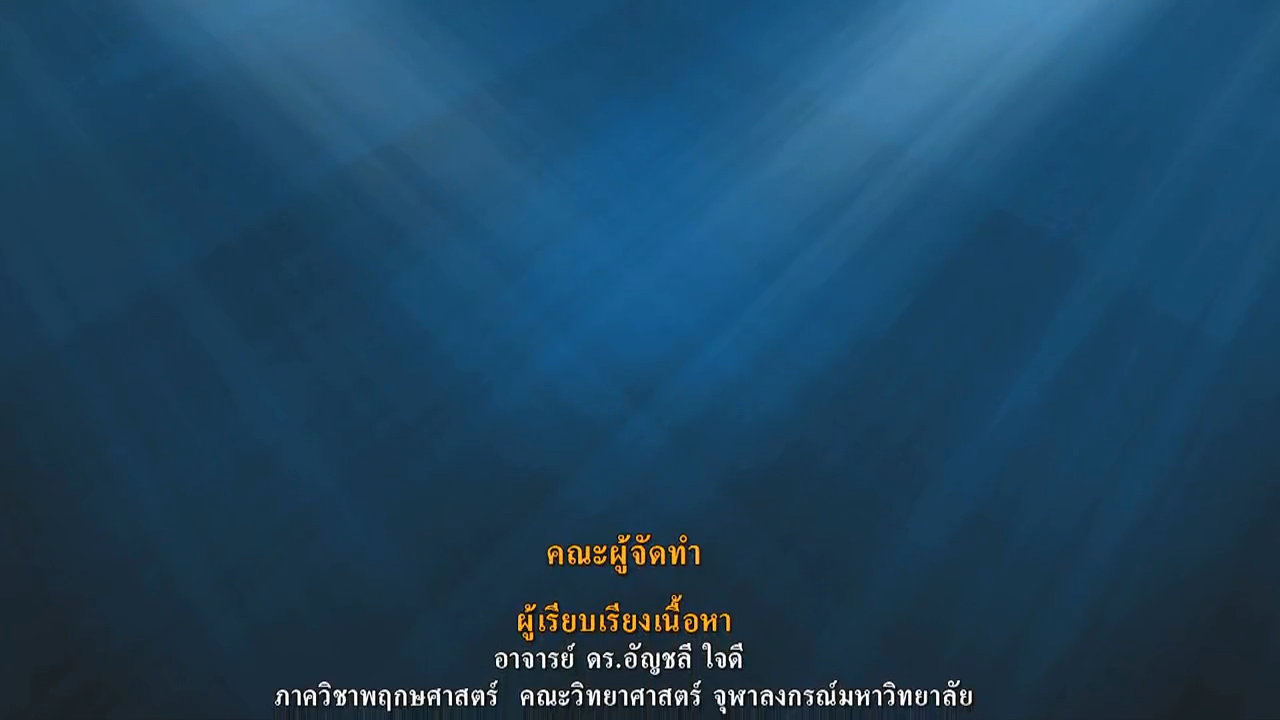 คณะผู้จัดทำ
ผู้เรียบเรียงเนื้อหา
อาจารย์ ดร.อัญชลี ใจดี
ภาควิชาพฤกษศาสตร์ คณะวิทยาศาสตร์ จุฬาลงกรณ์มหาวิทยาลัย